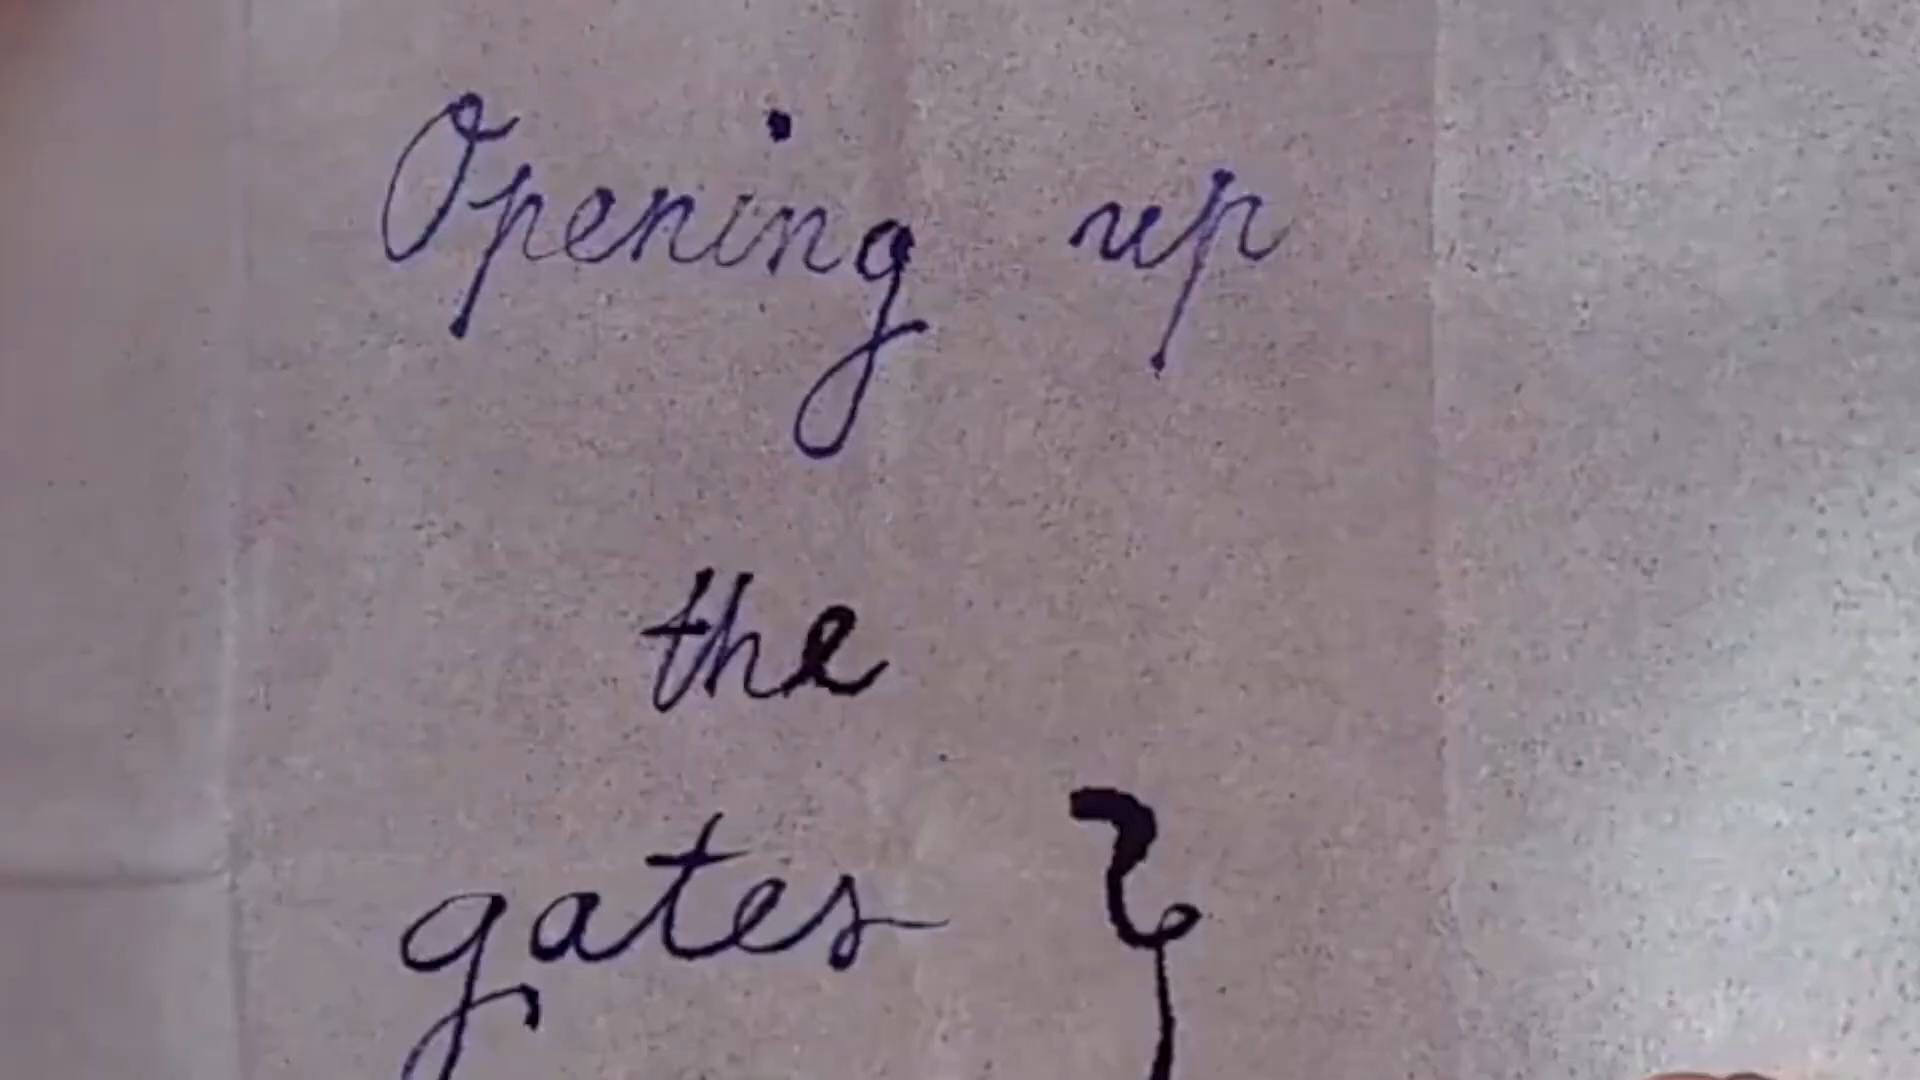 Opening up
the
gates